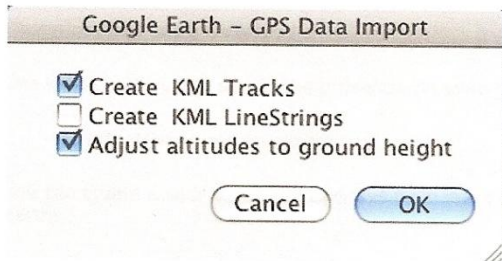 Google Earth – GPS Data Import
Create KML Tracks
Create KML LineStrings
Adjust altitudes to ground height
Cancel
OK